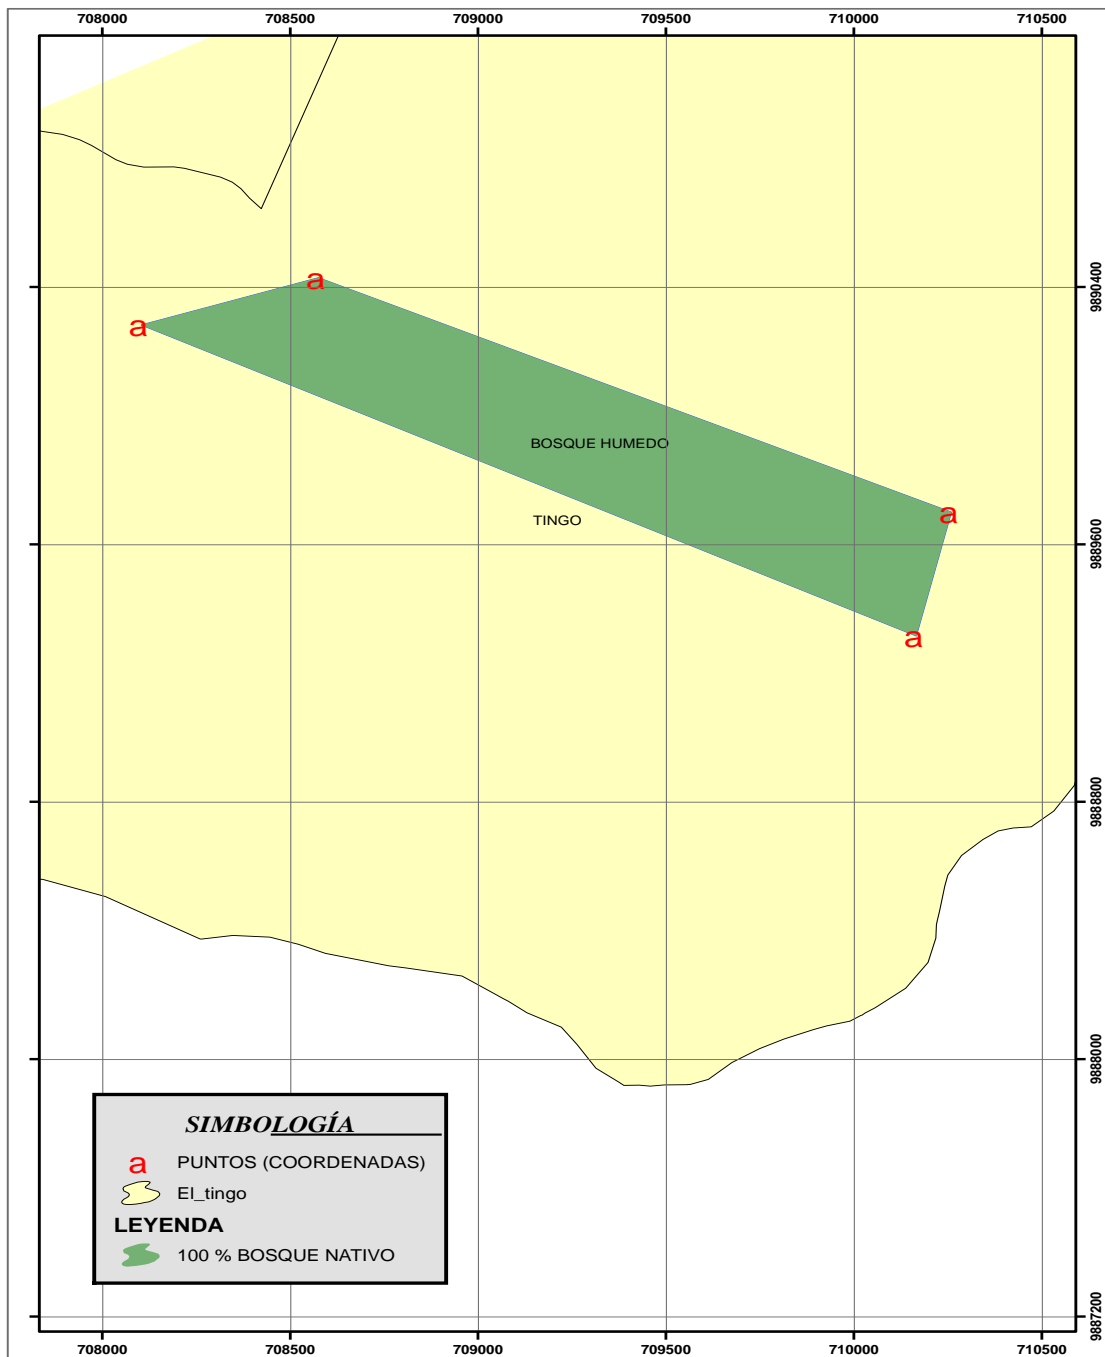 708000 708500 709000 709500 710000 710500
a
a
9890400
BOSQUE HUMEDO
a
TINGO
9889600
a
9888800
9888000
SIMBOLOGÍA
a PUNTOS (COORDENADAS)
El_tingo
LEYENDA
100 % BOSQUE NATIVO
9887200
708000 708500 709000 709500 710000 710500